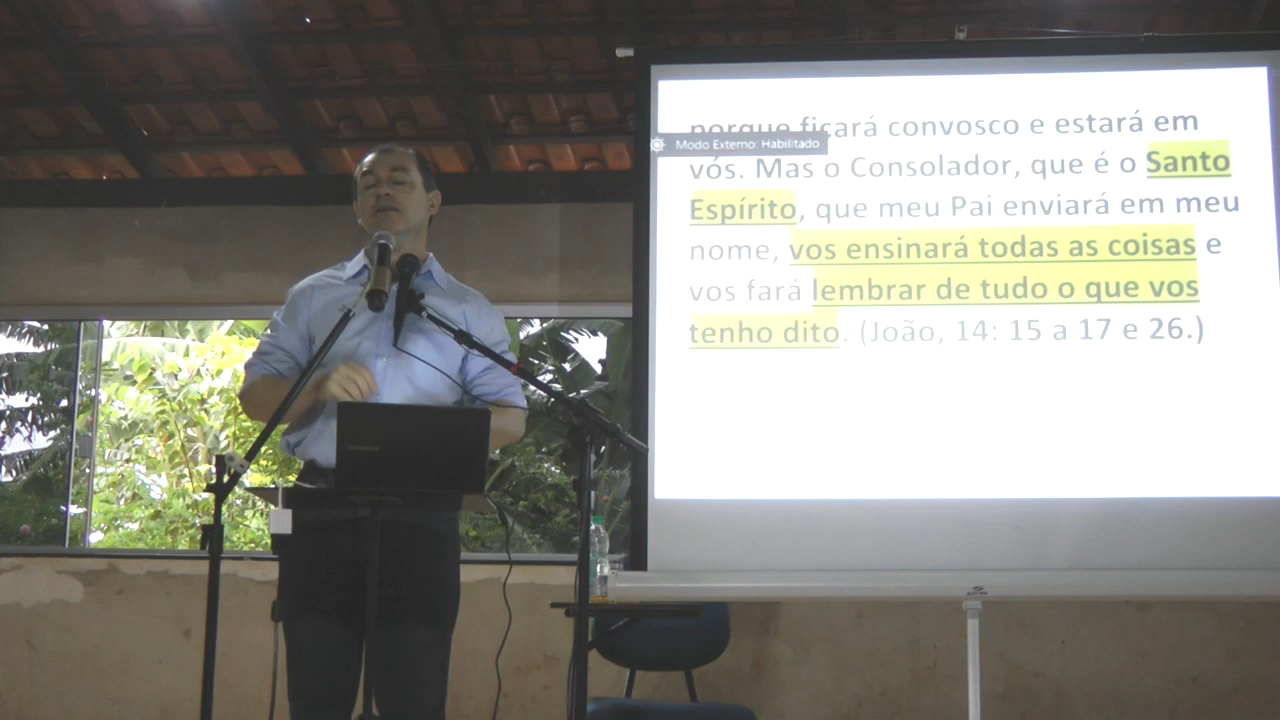 porque ficará convosco e estará em
Modo Externo: Habilitado
vós. Mas o Consolador, que é o Santo
Espírito, que meu Pai enviará em meu
nome, vos ensinará todas as coisas e
vos fará lembrar de tudo o que vos
tenho dito. (João, 14: 15 a 17 e 26.)